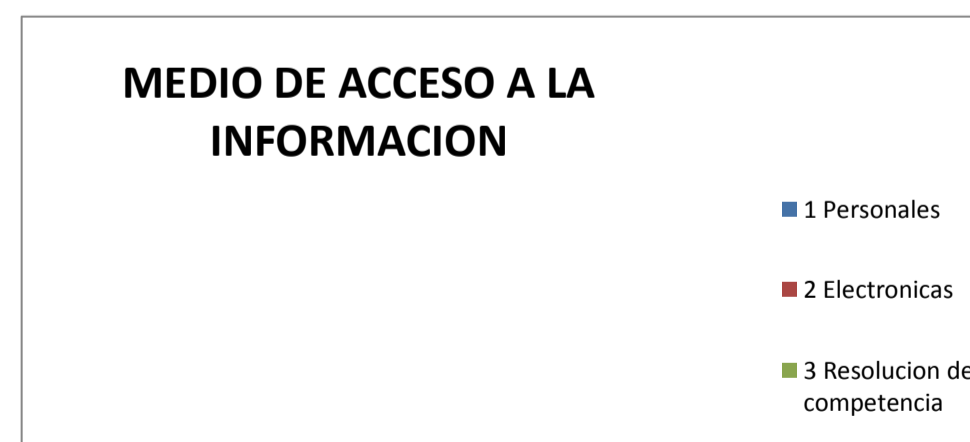 MEDIO DE ACCESO A LA
INFORMACION
1 Personales
2 Electronicas
3 Resolucion de
competencia